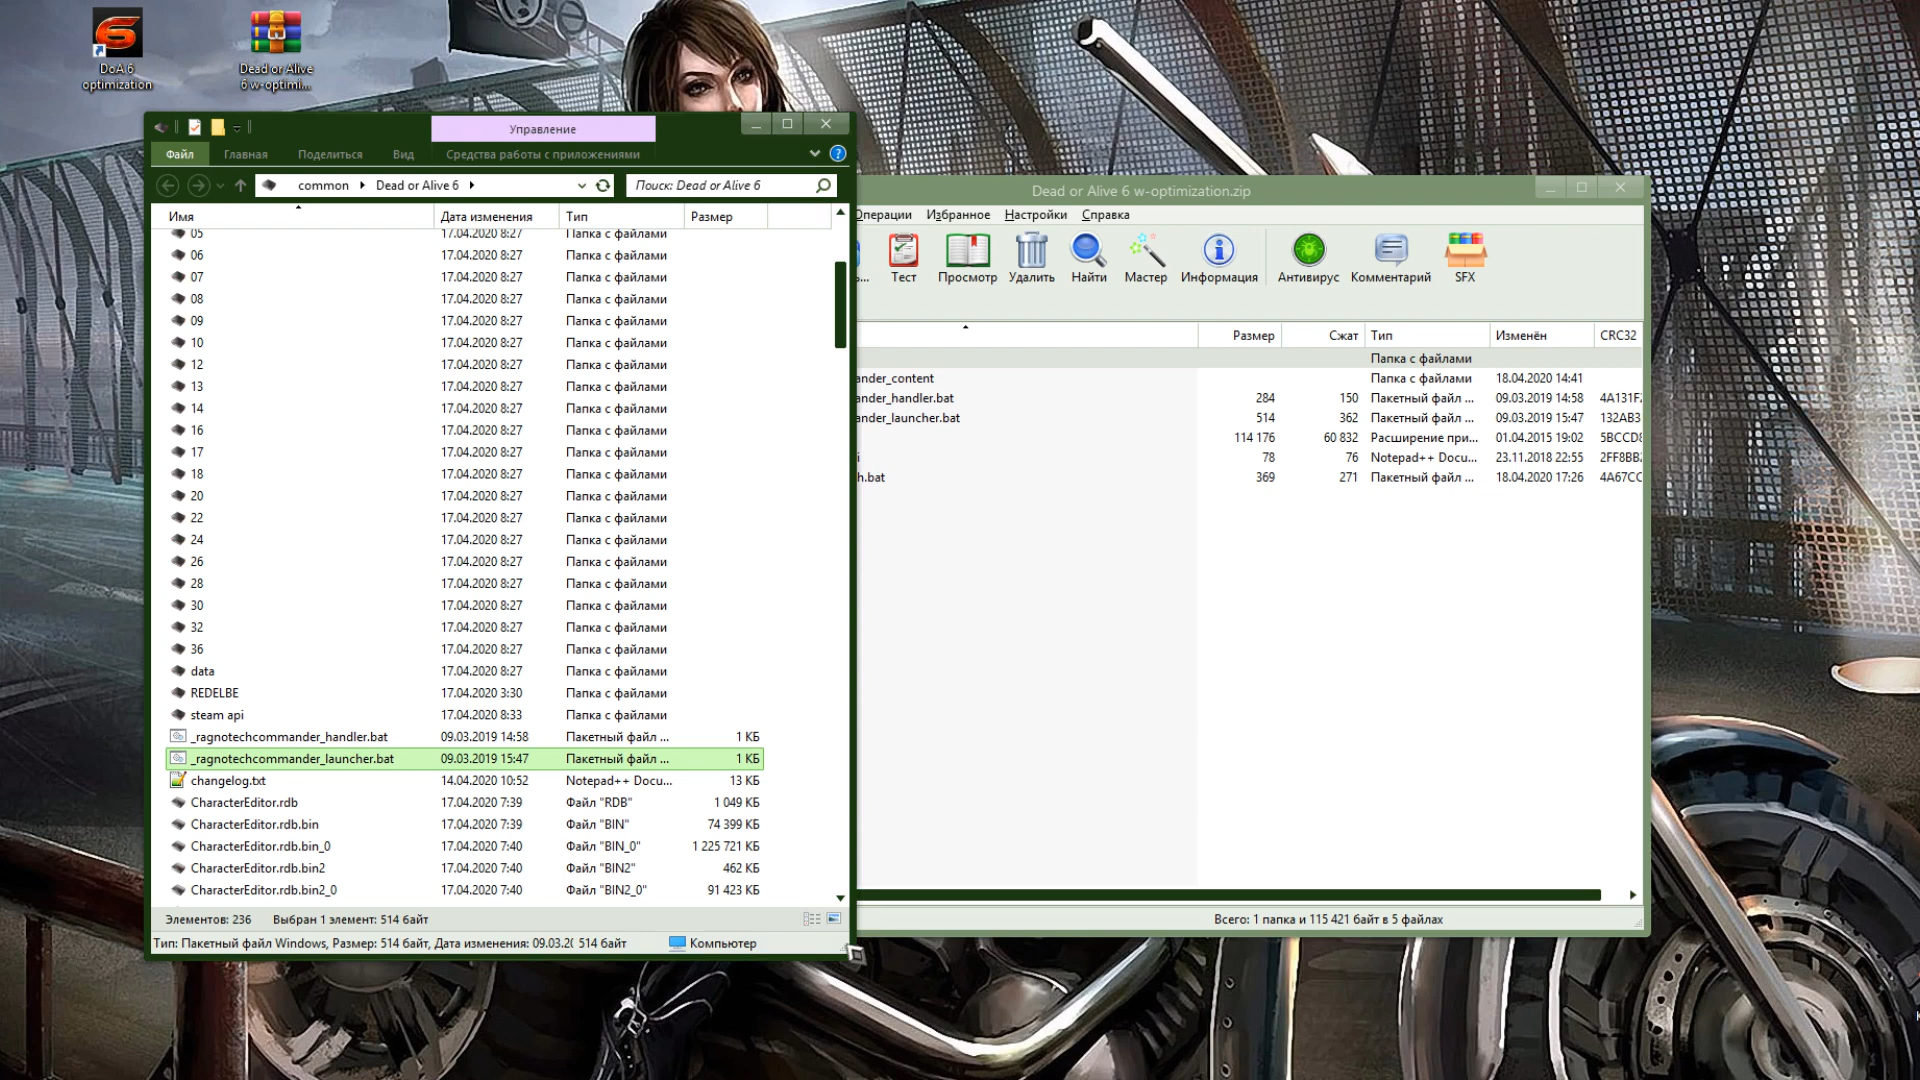 DoA 6
optimization
Dead or Alive
6 w-optimi...
Управление
Файл
Главная
Поделиться
Вид
Средства работы с приложениями
common
Dead or Alive 6
Поиск: Dead or Alive 6
Имя Дата изменения Тип Размер
05 17.04.2020 8:27 Папка с файлами
06 17.04.2020 8:27 Папка с файлами
07 17.04.2020 8:27 Папка с файлами
08 17.04.2020 8:27 Папка с файлами
09 17.04.2020 8:27 Папка с файлами
10 17.04.2020 8:27 Папка с файлами
12 17.04.2020 8:27 Папка с файлами
13 17.04.2020 8:27 Папка с файлами
14 17.04.2020 8:27 Папка с файлами
16 17.04.2020 8:27 Папка с файлами
17 17.04.2020 8:27 Папка с файлами
18 17.04.2020 8:27 Папка с файлами
20 17.04.2020 8:27 Папка с файлами
22 17.04.2020 8:27 Папка с файлами
24 17.04.2020 8:27 Папка с файлами
26 17.04.2020 8:27 Папка с файлами
28 17.04.2020 8:27 Папка с файлами
30 17.04.2020 8:27 Папка с файлами
32 17.04.2020 8:27 Папка с файлами
36 17.04.2020 8:27 Папка с файлами
data 17.04.2020 8:27 Папка с файлами
REDELBE 17.04.2020 3:30 Папка с файлами
steam api 17.04.2020 8:33 Папка с файлами
_ragnotechcommander_handler.bat 09.03.2019 14:58 Пакетный файл ... 1 КБ
_ragnotechcommander_launcher.bat 09.03.2019 15:47 Пакетный файл ... 1 КБ
changelog.txt 14.04.2020 10:52 Notepad++ Docu... 13 КБ
CharacterEditor.rdb 17.04.2020 7:39 Файл "RDB" 1 049 КБ
CharacterEditor.rdb.bin 17.04.2020 7:39 Файл "BIN" 74 399 КБ
CharacterEditor.rdb.bin_0 17.04.2020 7:40 Файл "BIN_0" 1 225 721 КБ
CharacterEditor.rdb.bin2 17.04.2020 7:40 Файл "BIN2" 462 КБ
CharacterEditor.rdb.bin2_0 17.04.2020 7:40 Файл "BIN2_0" 91 423 КБ
Элементов: 236 Выбран 1 элемент: 514 байт
Тип: Пакетный файл Windows, Размер: 514 байт, Дата изменения: 09.03.20 514 байт Компьютер
Dead or Alive 6 w-optimization.zip
Операции Избранное Настройки Справка
ь... Тест Просмотр Удалить Найти Мастер Информация Антивирус Комментарий SFX
Размер Сжат Тип Изменён CRC32
Папка с файлами
ander_content Папка с файлами 18.04.2020 14:41
ander_handler.bat 284 150 Пакетный файл ... 09.03.2019 14:58 4A131F
ander_launcher.bat 514 362 Пакетный файл ... 09.03.2019 15:47 132AB3
114 176 60 832 Расширение при... 01.04.2015 19:02 5BCCD8
i 78 76 Notepad++ Docu... 23.11.2018 22:55 2FF8BB
h.bat 369 271 Пакетный файл ... 18.04.2020 17:26 4A67CC
Всего: 1 папка и 115 421 байт в 5 файлах